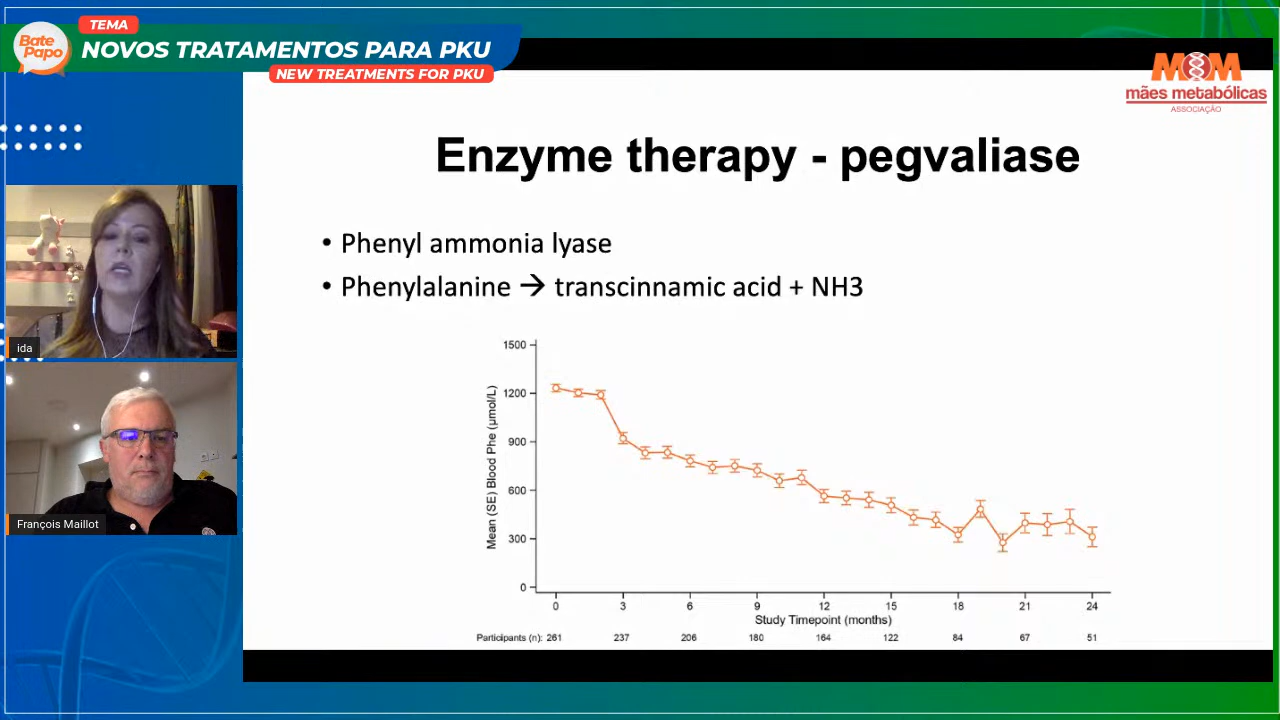 TEMA
Bate
Papo
NOVOS TRATAMENTOS PARA PKU
NEW TREATMENTS FOR PKU
MOM
mães metabólicas
ASSOCIAÇÃO
Enzyme therapy - pegvaliase
• Phenyl ammonia lyase
• Phenylalanine → transcinnamic acid + NH3
ida
François Maillot
Mean (SE) Blood Phe (µmol/L)
1500
1200
900
600
300
0
0 3 6 9 12 15 18 21 24
Study Timepoint (months)
Participants (n): 261 237 206 180 164 122 84 67 51